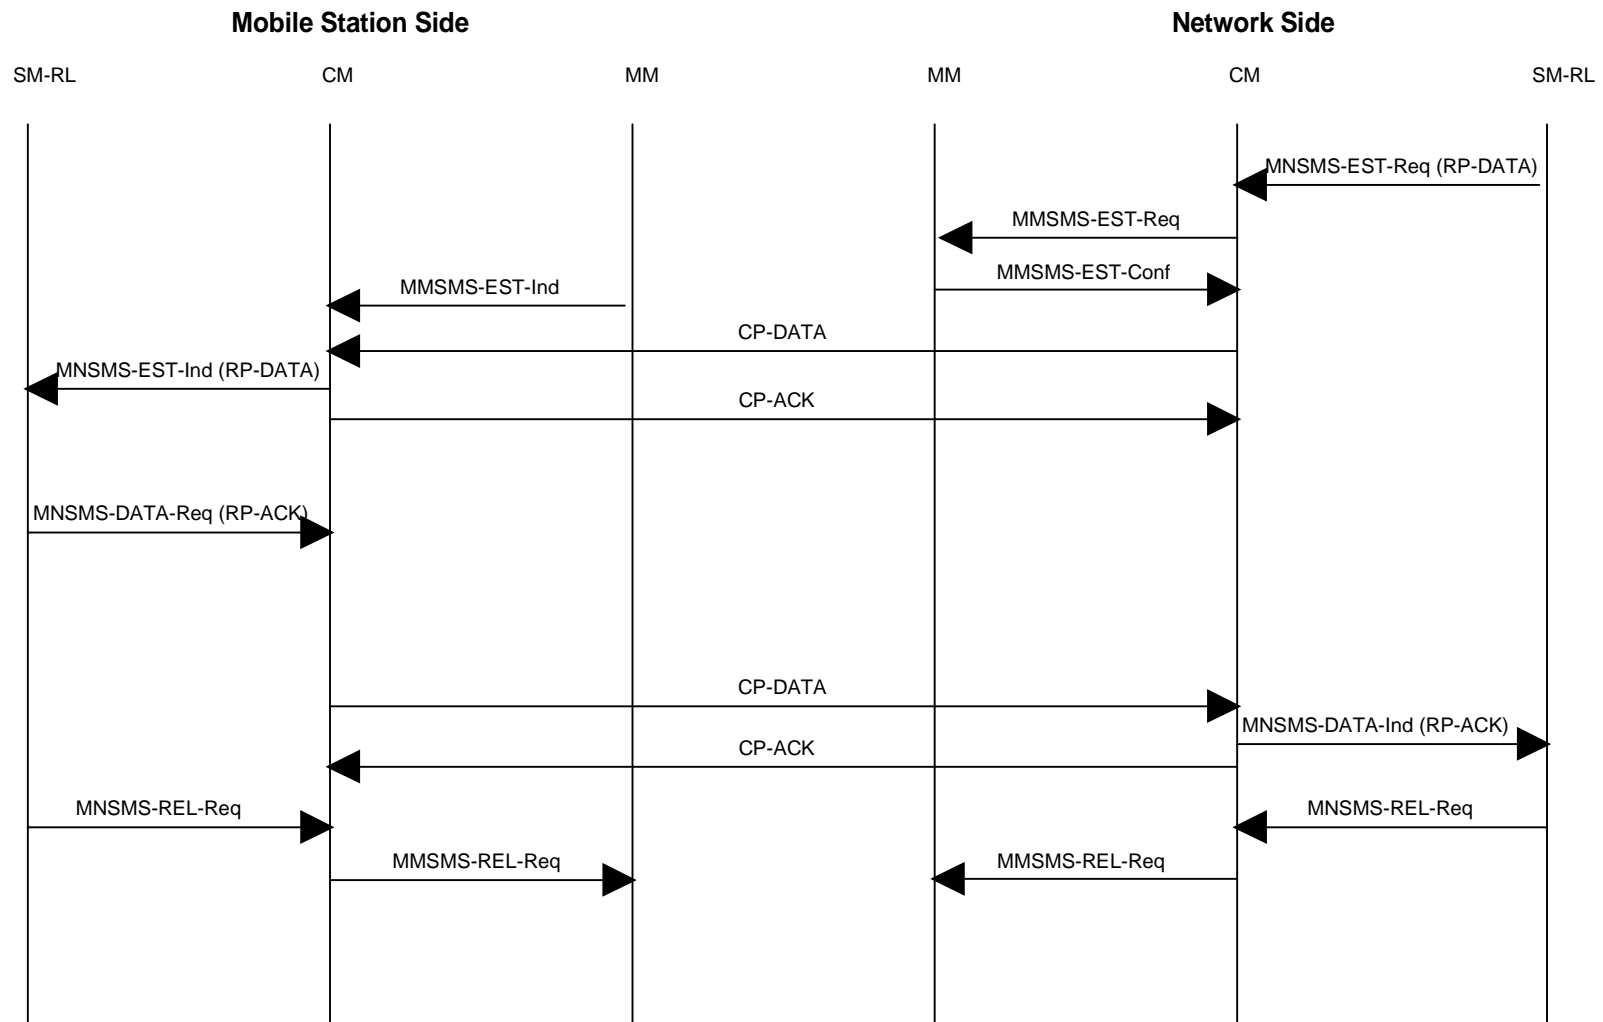 Mobile Station Side
Network Side
SM-RL
CM
MM
MM
CM
SM-RL
MNSMS-EST-Req (RP-DATA)
MMSMS-EST-Req
MMSMS-EST-Conf
MMSMS-EST-Ind
CP-DATA
MNSMS-EST-Ind (RP-DATA)
CP-ACK
MNSMS-DATA-Req (RP-ACK)
CP-DATA
MNSMS-DATA-Ind (RP-ACK)
CP-ACK
MNSMS-REL-Req
MNSMS-REL-Req
MMSMS-REL-Req
MMSMS-REL-Req